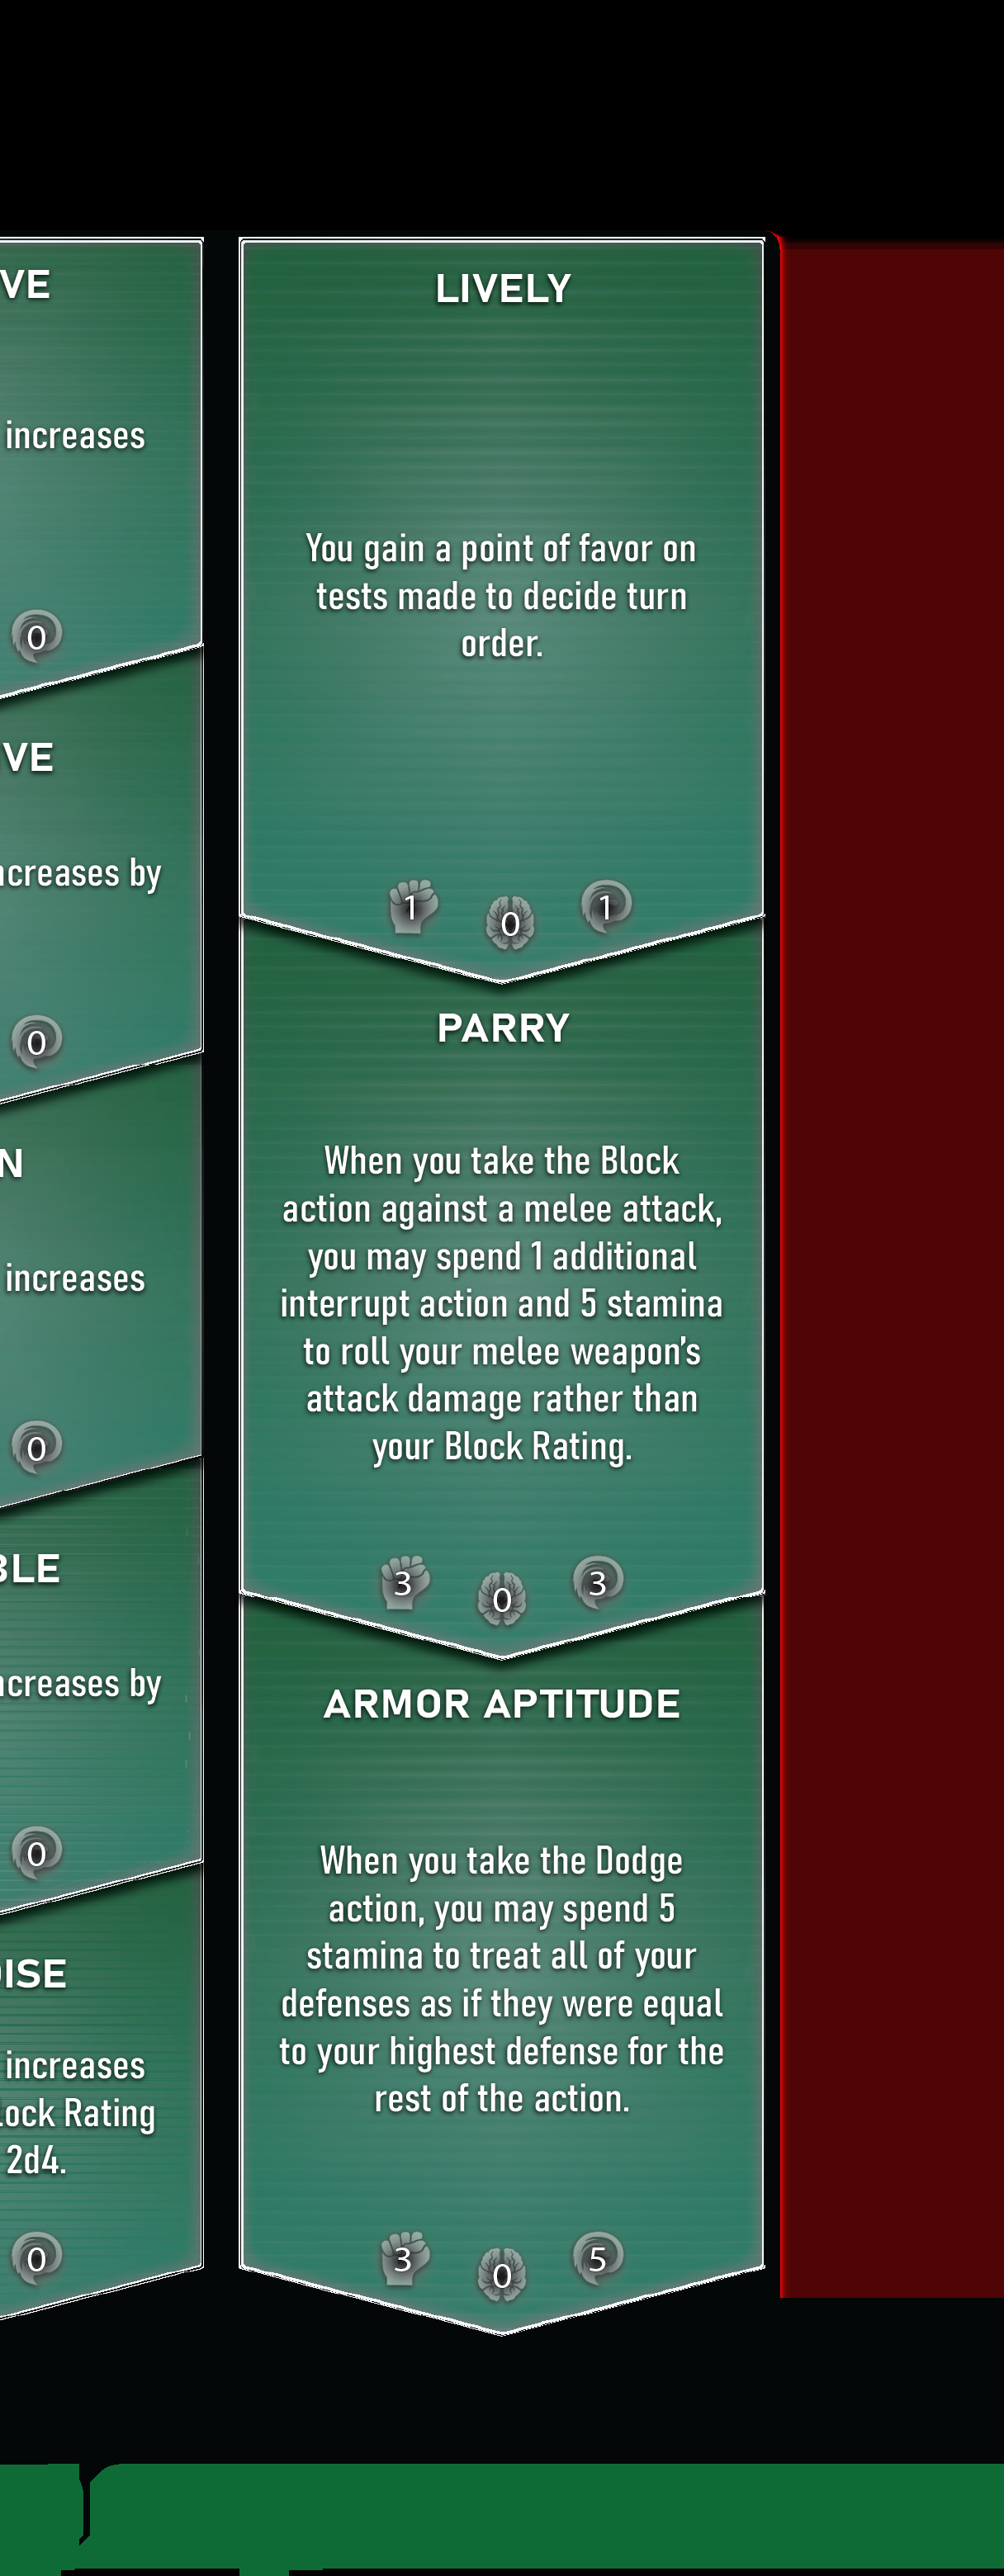 VE
increases
0
VE
ncreases by
0
N
increases
0
BLE
ncreases by
0
OISE
increases
lock Rating
2d4.
0
LIVELY
You gain a point of favor on
tests made to decide turn
order.
1 0 1
PARRY
When you take the Block
action against a melee attack,
you may spend 1 additional
interrupt action and 5 stamina
to roll your melee weapon's
attack damage rather than
your Block Rating.
3 0 3
ARMOR APTITUDE
When you take the Dodge
action, you may spend 5
stamina to treat all of your
defenses as if they were equal
to your highest defense for the
rest of the action.
3 0 5